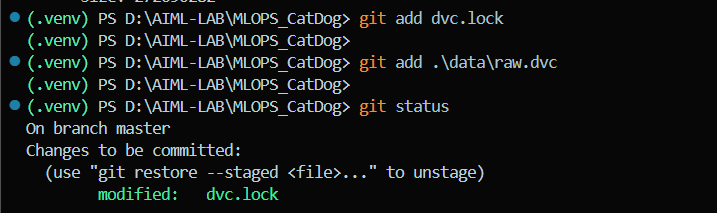 (.venv) PS D:\AIML-LAB\MLOPS_CatDog> git add dvc.lock
(.venv) PS D:\AIML-LAB\MLOPS_CatDog>
(.venv) PS D:\AIML-LAB\MLOPS_CatDog> git add .\data\raw.dvc
(.venv) PS D:\AIML-LAB\MLOPS_CatDog>
(.venv) PS D:\AIML-LAB\MLOPS_CatDog> git status
On branch master
Changes to be committed:
  (use "git restore --staged <file>..." to unstage)
        modified:   dvc.lock